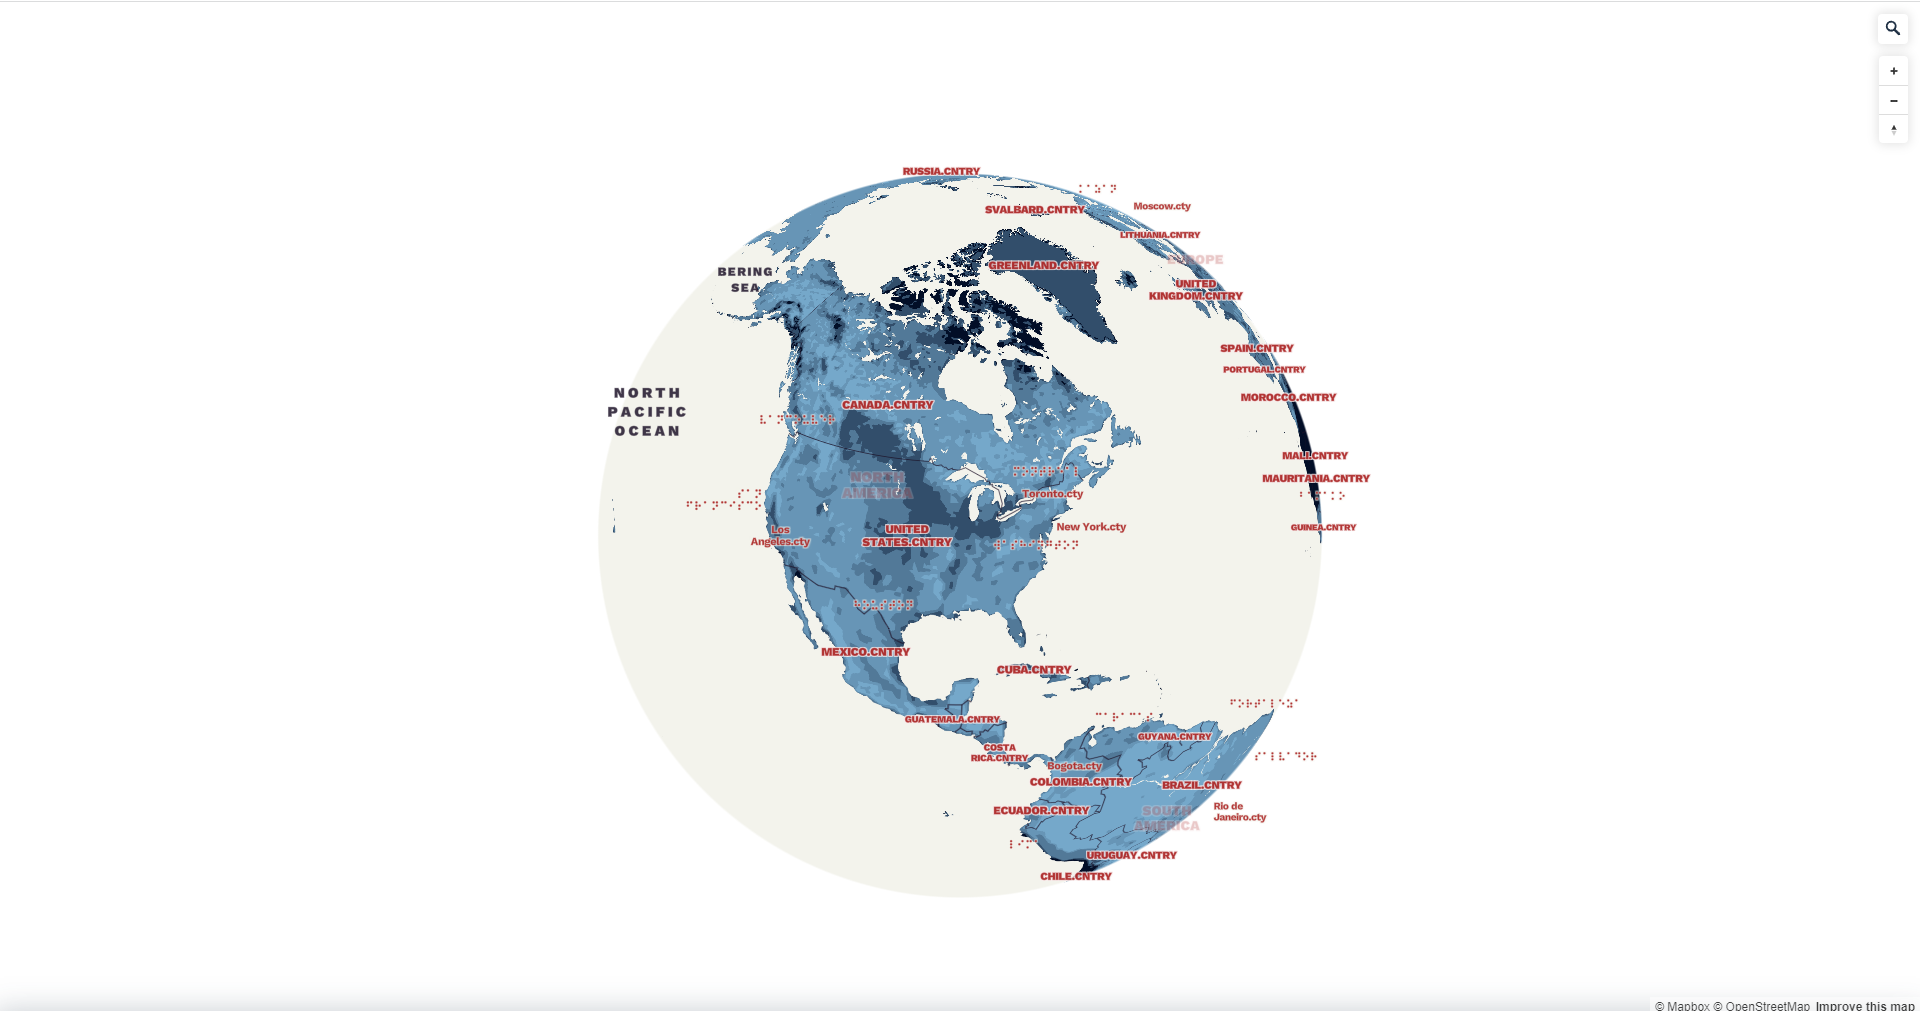 RUSSIA.CNTRY
SVALBARD.CNTRY
Moscow.cty
LITHUANIA.CNTRY
EUROPE
GREENLAND.CNTRY
BERING
SEA
UNITED
KINGDOM.CNTRY
SPAIN.CNTRY
PORTUGAL.CNTRY
NORTH
PACIFIC
OCEAN
MOROCCO.CNTRY
CANADA.CNTRY
MALI.CNTRY
NORTH
AMERICA
MAURITANIA.CNTRY
Toronto.cty
New York.cty
GUINEA.CNTRY
Los
Angeles.cty
UNITED
STATES.CNTRY
MEXICO.CNTRY
CUBA.CNTRY
GUATEMALA.CNTRY
GUYANA.CNTRY
COSTA
RICA.CNTRY
Bogota.cty
COLOMBIA.CNTRY
BRAZIL.CNTRY
ECUADOR.CNTRY
SOUTH
AMERICA
Rio de
Janeiro.cty
URUGUAY.CNTRY
CHILE.CNTRY
© Mapbox © OpenStreetMap Improve this map